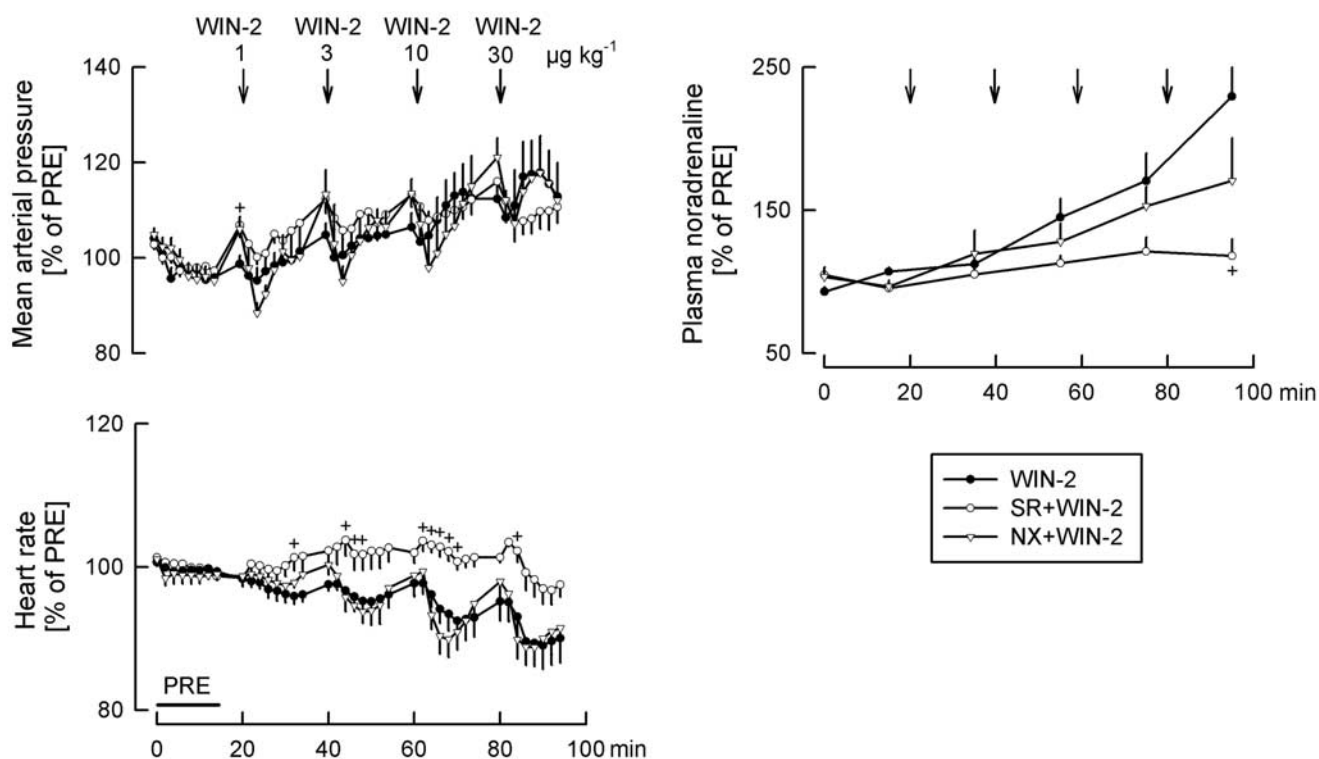 WIN-2 WIN-2 WIN-2 WIN-2
1 3 10 30 µg kg⁻¹
Mean arterial pressure
[% of PRE]
140
120
100
80
Plasma noradrenaline
[% of PRE]
250
150
50
0 20 40 60 80 100 min
Heart rate
[% of PRE]
120
100
80
PRE
0 20 40 60 80 100 min
WIN-2
SR+WIN-2
NX+WIN-2